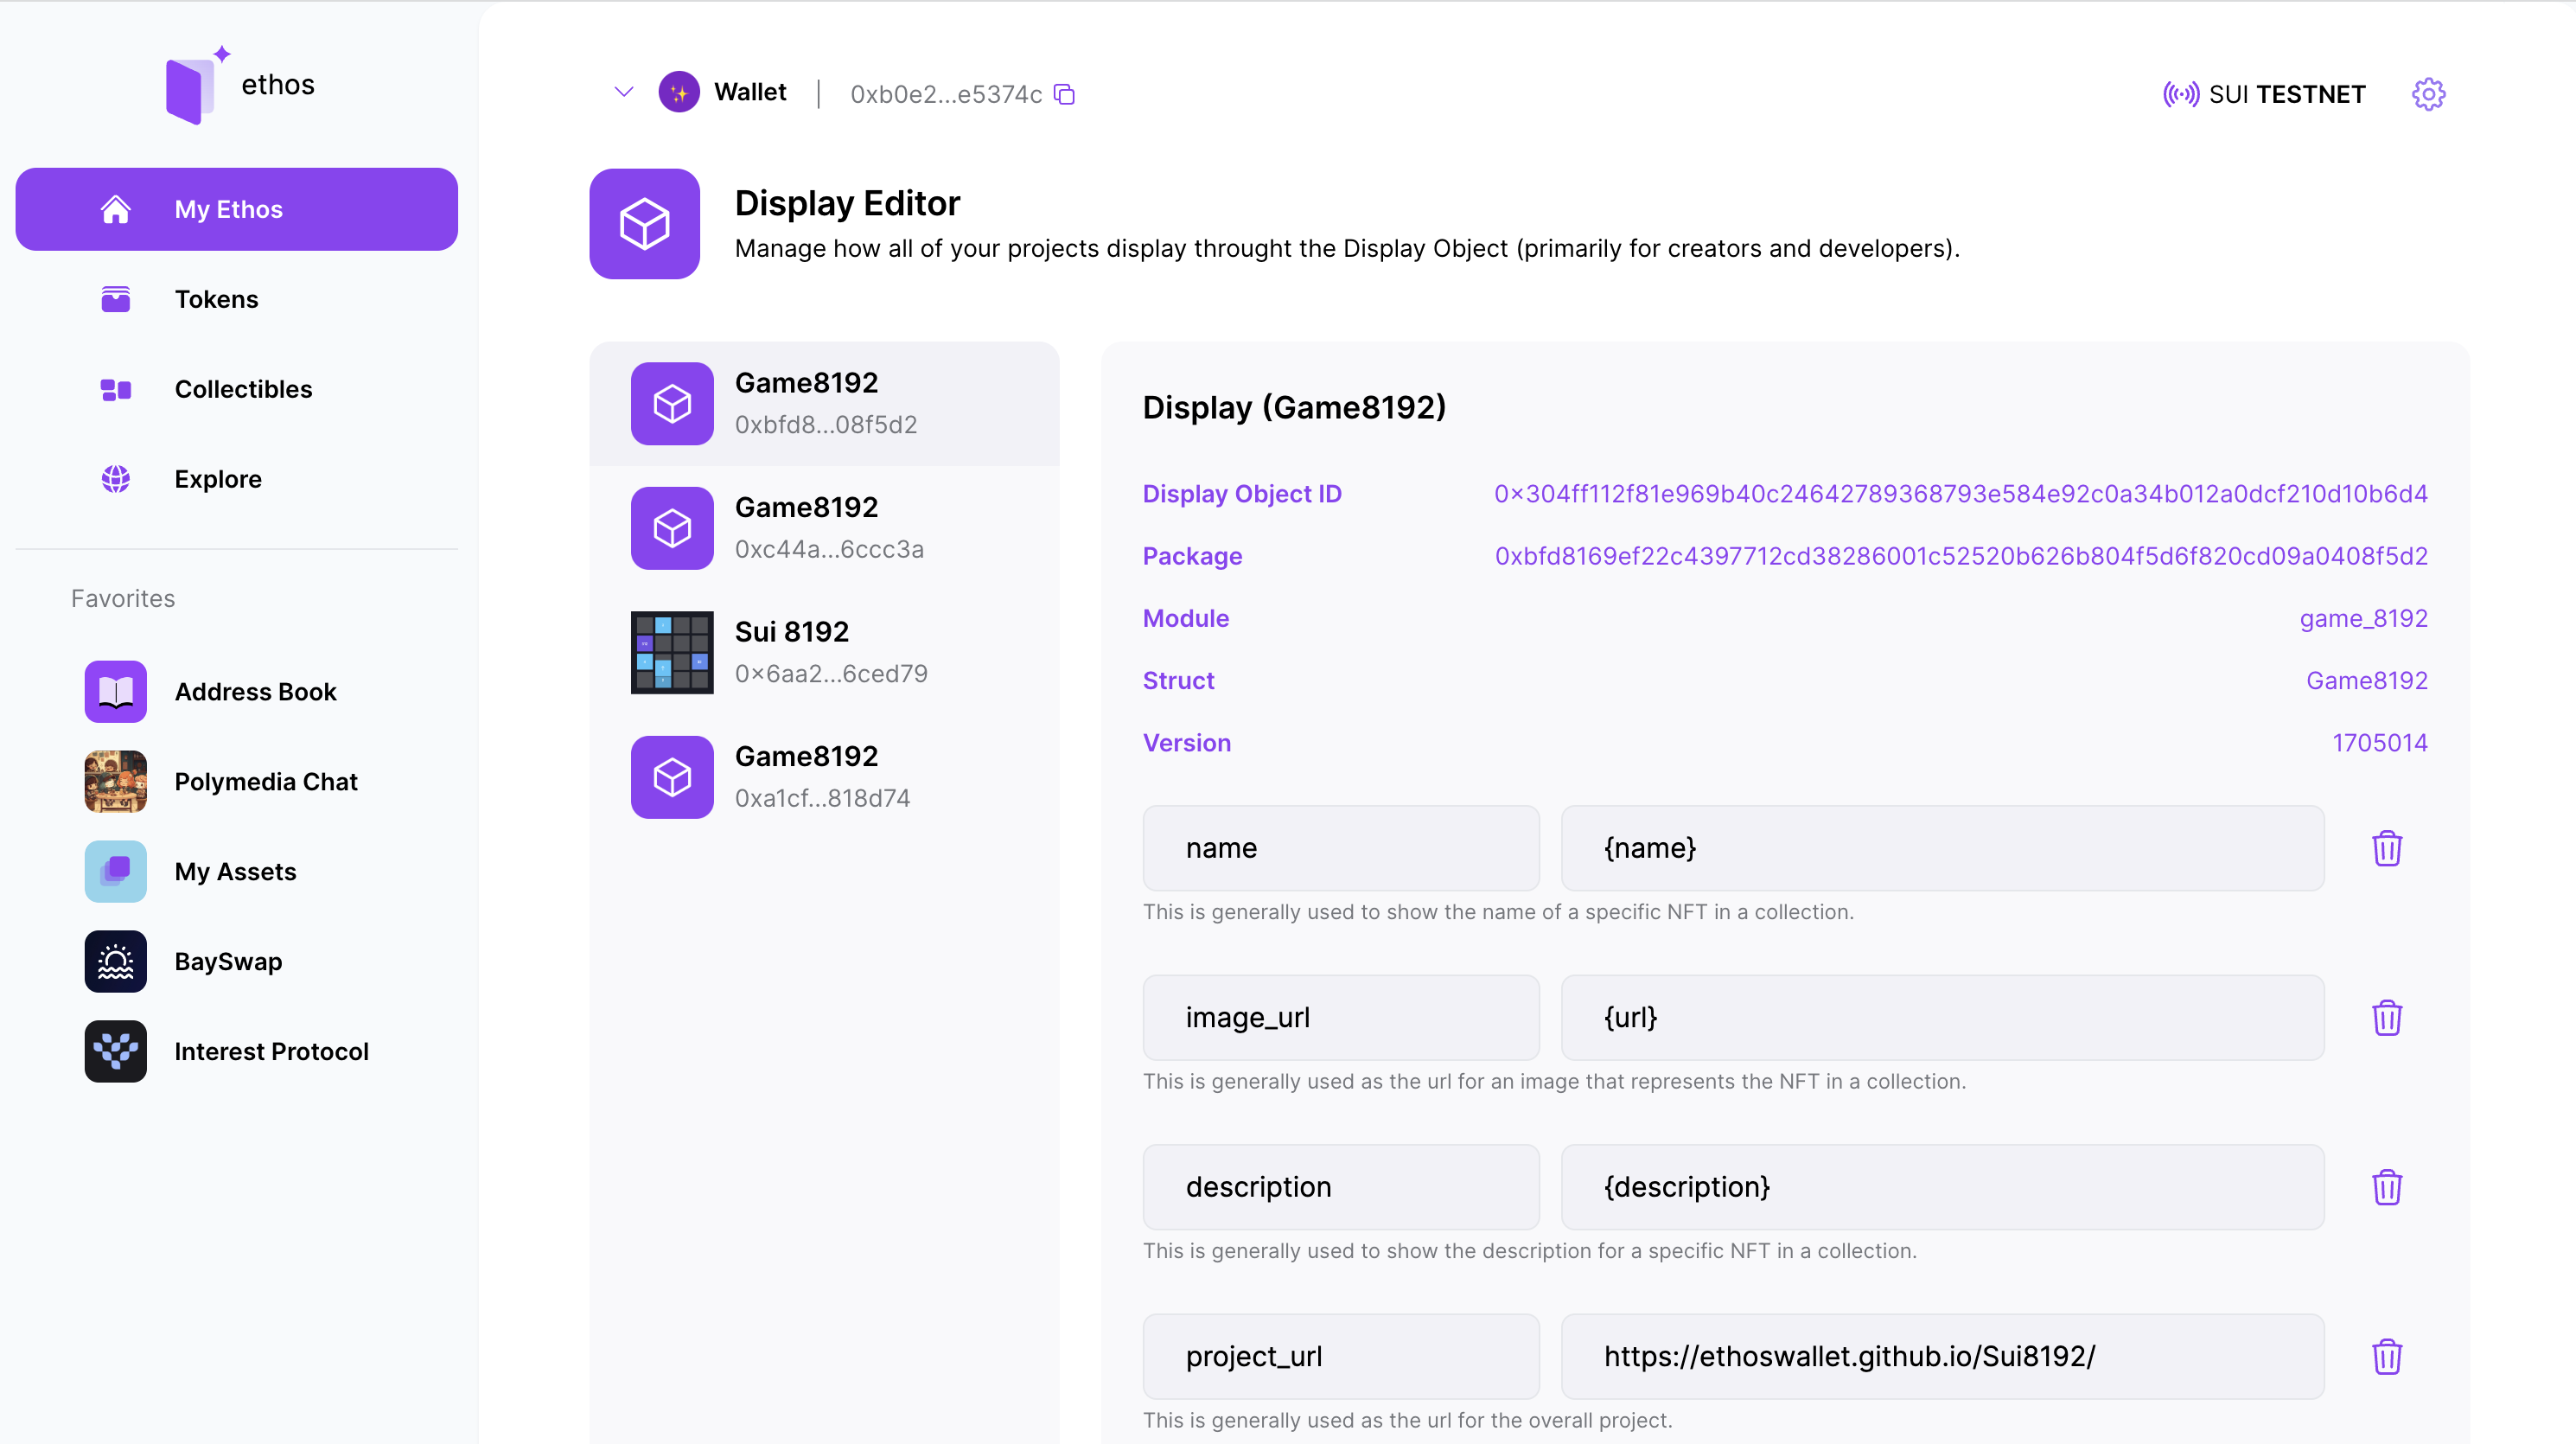 ethos
My Ethos
Tokens
Collectibles
Explore
Favorites
Address Book
Polymedia Chat
My Assets
BaySwap
Interest Protocol
Wallet | 0xb0e2...e5374c
SUI TESTNET
Display Editor
Manage how all of your projects display throught the Display Object (primarily for creators and developers).
Game8192
0xbfd8...08f5d2
Game8192
0xc44a...6ccc3a
Sui 8192
0x6aa2...6ced79
Game8192
0xa1cf...818d74
Display (Game8192)
Display Object ID 0x304ff112f81e969b40c24642789368793e584e92c0a34b012a0dcf210d10b6d4
Package 0xbfd8169ef22c4397712cd38286001c52520b626b804f5d6f820cd09a0408f5d2
Module game_8192
Struct Game8192
Version 1705014
name {name}
This is generally used to show the name of a specific NFT in a collection.
image_url {url}
This is generally used as the url for an image that represents the NFT in a collection.
description {description}
This is generally used to show the description for a specific NFT in a collection.
project_url https://ethoswallet.github.io/Sui8192/
This is generally used as the url for the overall project.